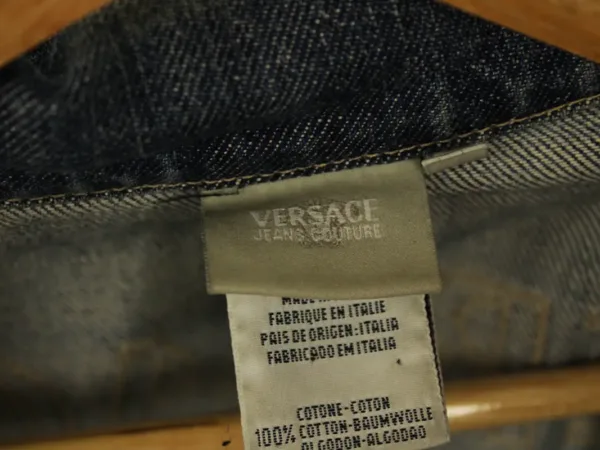 VERSACE
JEANS COUTURE
MADE
FABRIQUE EN ITALIE
PAIS DE ORIGEN:ITALIA
FABRICADO EM ITALIA
COTONE-COTON
100% COTTON-BAUMWOLLE
ALGODON-ALGODAO